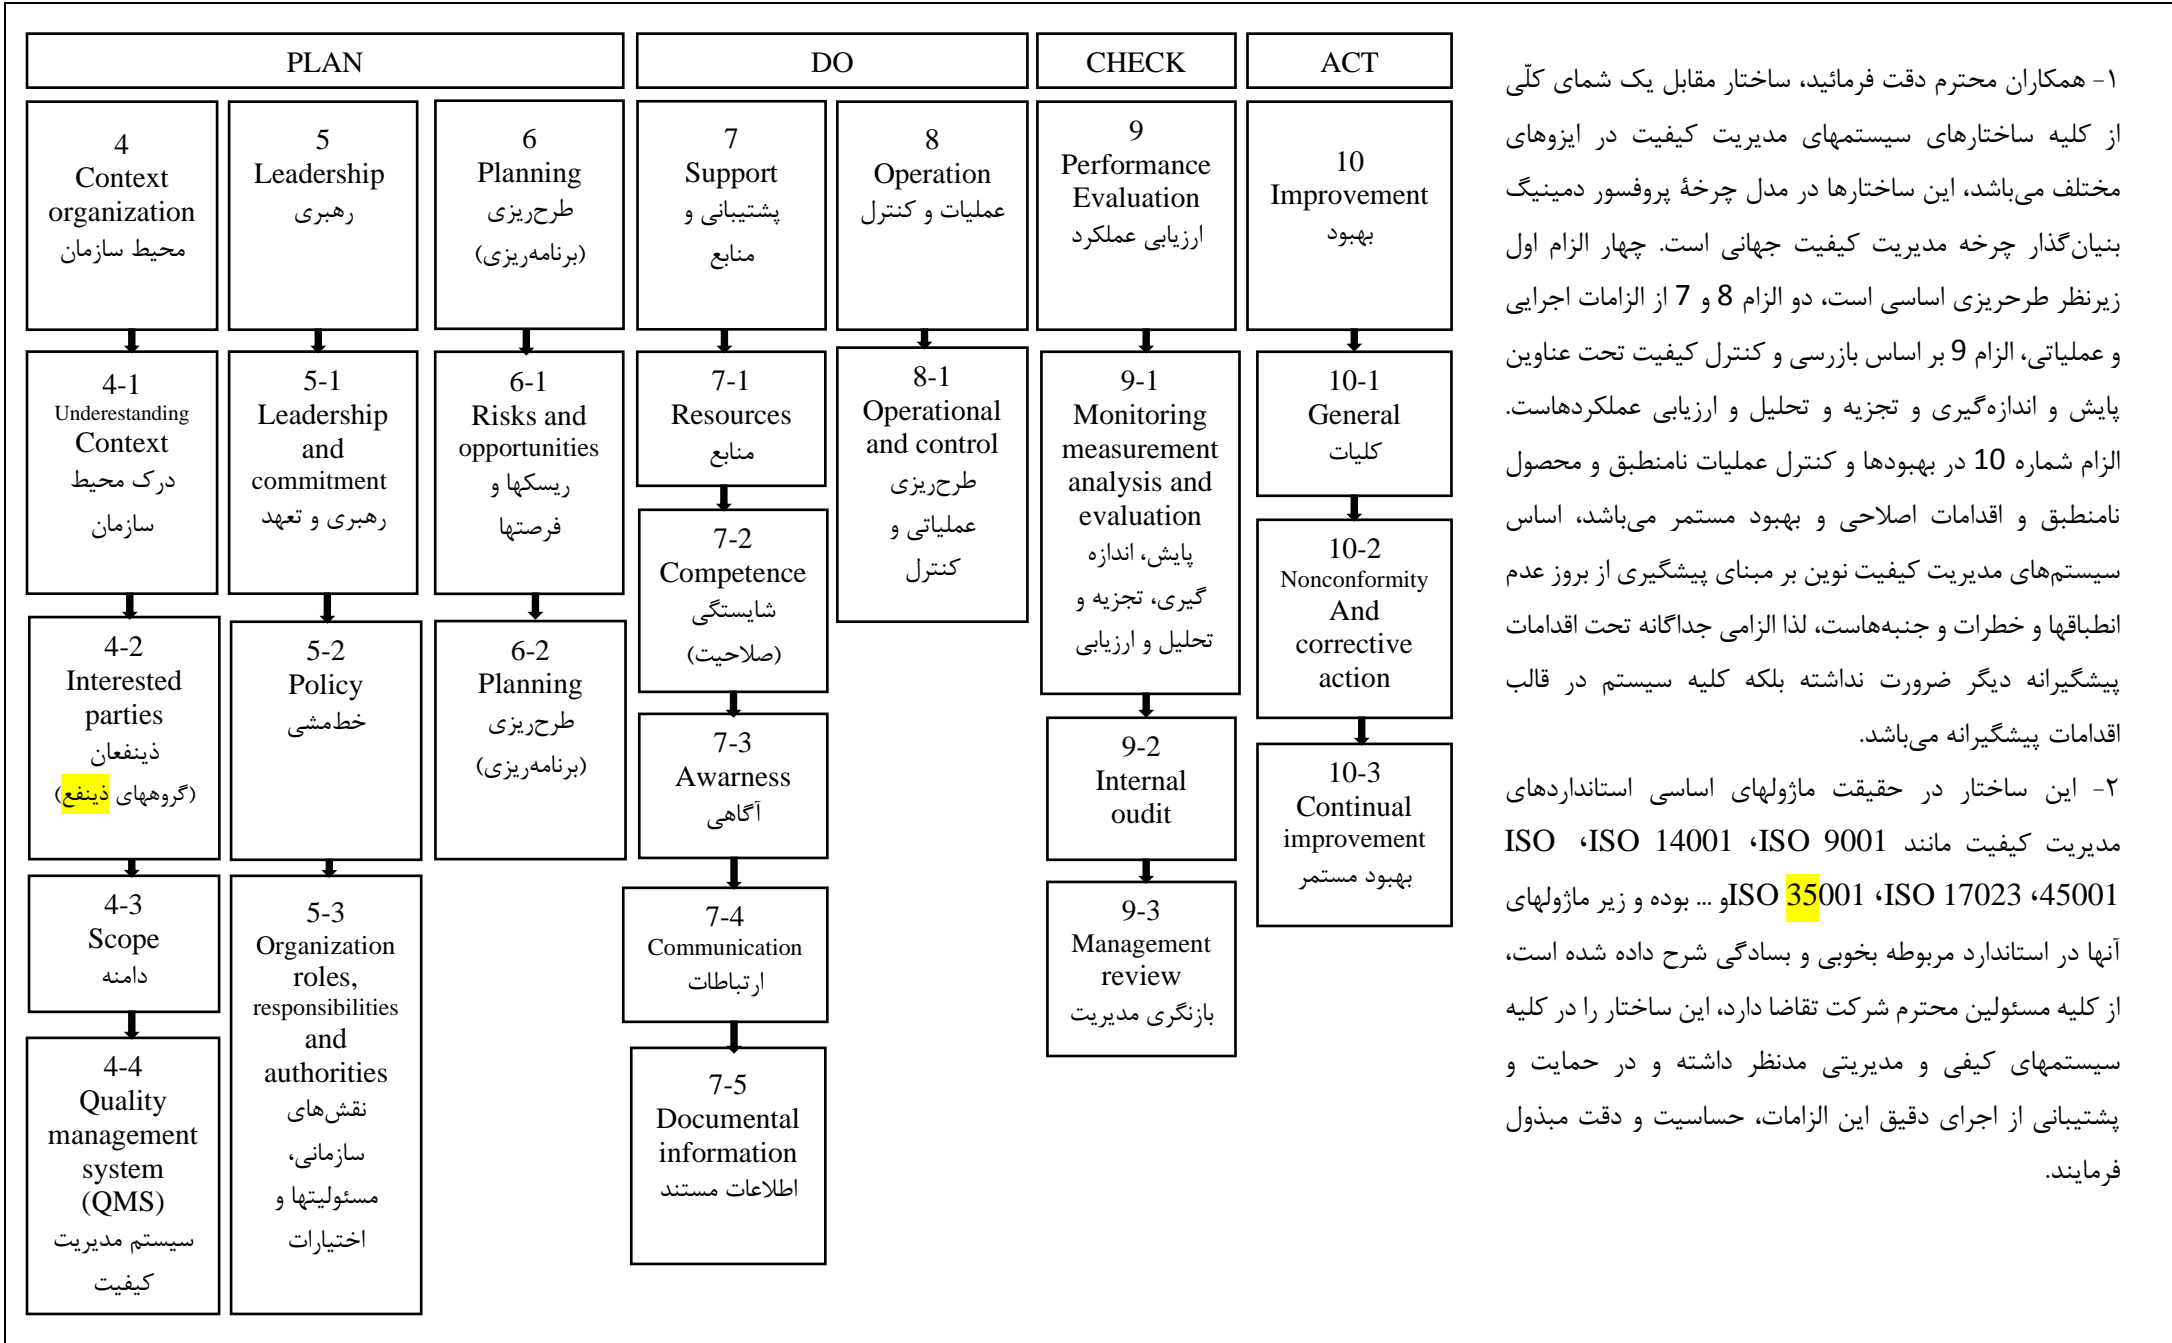 PLAN
DO
CHECK
ACT
4
Context
organization
محیط سازمان
5
Leadership
رهبری
6
Planning
طرح‌ریزی
(برنامه‌ریزی)
7
Support
پشتیبانی و
منابع
8
Operation
عملیات و کنترل
9
Performance
Evaluation
ارزیابی عملکرد
10
Improvement
بهبود
4-1
Underestanding
Context
درک محیط
سازمان
4-2
Interested
parties
ذینفعان
(گروههای ذینفع)
4-3
Scope
دامنه
4-4
Quality
management
system
(QMS)
سیستم مدیریت
کیفیت
5-1
Leadership
and
commitment
رهبری و تعهد
5-2
Policy
خط‌مشی
5-3
Organization
roles,
responsibilities
and
authorities
نقش‌های
سازمانی،
مسئولیتها و
اختیارات
6-1
Risks and
opportunities
ریسکها و
فرصتها
6-2
Planning
طرح‌ریزی
(برنامه‌ریزی)
7-1
Resources
منابع
7-2
Competence
شایستگی
(صلاحیت)
7-3
Awarness
آگاهی
7-4
Communication
ارتباطات
7-5
Documental
information
اطلاعات مستند
8-1
Operational
and control
طرح‌ریزی
عملیاتی و
کنترل
9-1
Monitoring
measurement
analysis and
evaluation
پایش، اندازه
گیری، تجزیه و
تحلیل و ارزیابی
9-2
Internal
oudit
9-3
Management
review
بازنگری مدیریت
10-1
General
کلیات
10-2
Nonconformity
And
corrective
action
10-3
Continual
improvement
بهبود مستمر
۱- همکاران محترم دقت فرمائید، ساختار مقابل یک شمای کلّی
از کلیه ساختارهای سیستمهای مدیریت کیفیت در ایزوهای
مختلف می‌باشد، این ساختارها در مدل چرخهٔ پروفسور دمینیگ
بنیان‌گذار چرخه مدیریت کیفیت جهانی است. چهار الزام اول
زیرنظر طرحریزی اساسی است، دو الزام 8 و 7 از الزامات اجرایی
و عملیاتی، الزام 9 بر اساس بازرسی و کنترل کیفیت تحت عناوین
پایش و اندازه‌گیری و تجزیه و تحلیل و ارزیابی عملکردهاست.
الزام شماره 10 در بهبودها و کنترل عملیات نامنطبق و محصول
نامنطبق و اقدامات اصلاحی و بهبود مستمر می‌باشد، اساس
سیستم‌های مدیریت کیفیت نوین بر مبنای پیشگیری از بروز عدم
انطباقها و خطرات و جنبه‌هاست، لذا الزامی جداگانه تحت اقدامات
پیشگیرانه دیگر ضرورت نداشته بلکه کلیه سیستم در قالب
اقدامات پیشگیرانه می‌باشد.
۲- این ساختار در حقیقت ماژولهای اساسی استانداردهای
مدیریت کیفیت مانند ISO 9001، ISO 14001، ISO
45001، ISO 17023، ISO 35001و ... بوده و زیر ماژولهای
آنها در استاندارد مربوطه بخوبی و بسادگی شرح داده شده است،
از کلیه مسئولین محترم شرکت تقاضا دارد، این ساختار را در کلیه
سیستمهای کیفی و مدیریتی مدنظر داشته و در حمایت و
پشتیبانی از اجرای دقیق این الزامات، حساسیت و دقت مبذول
فرمایند.